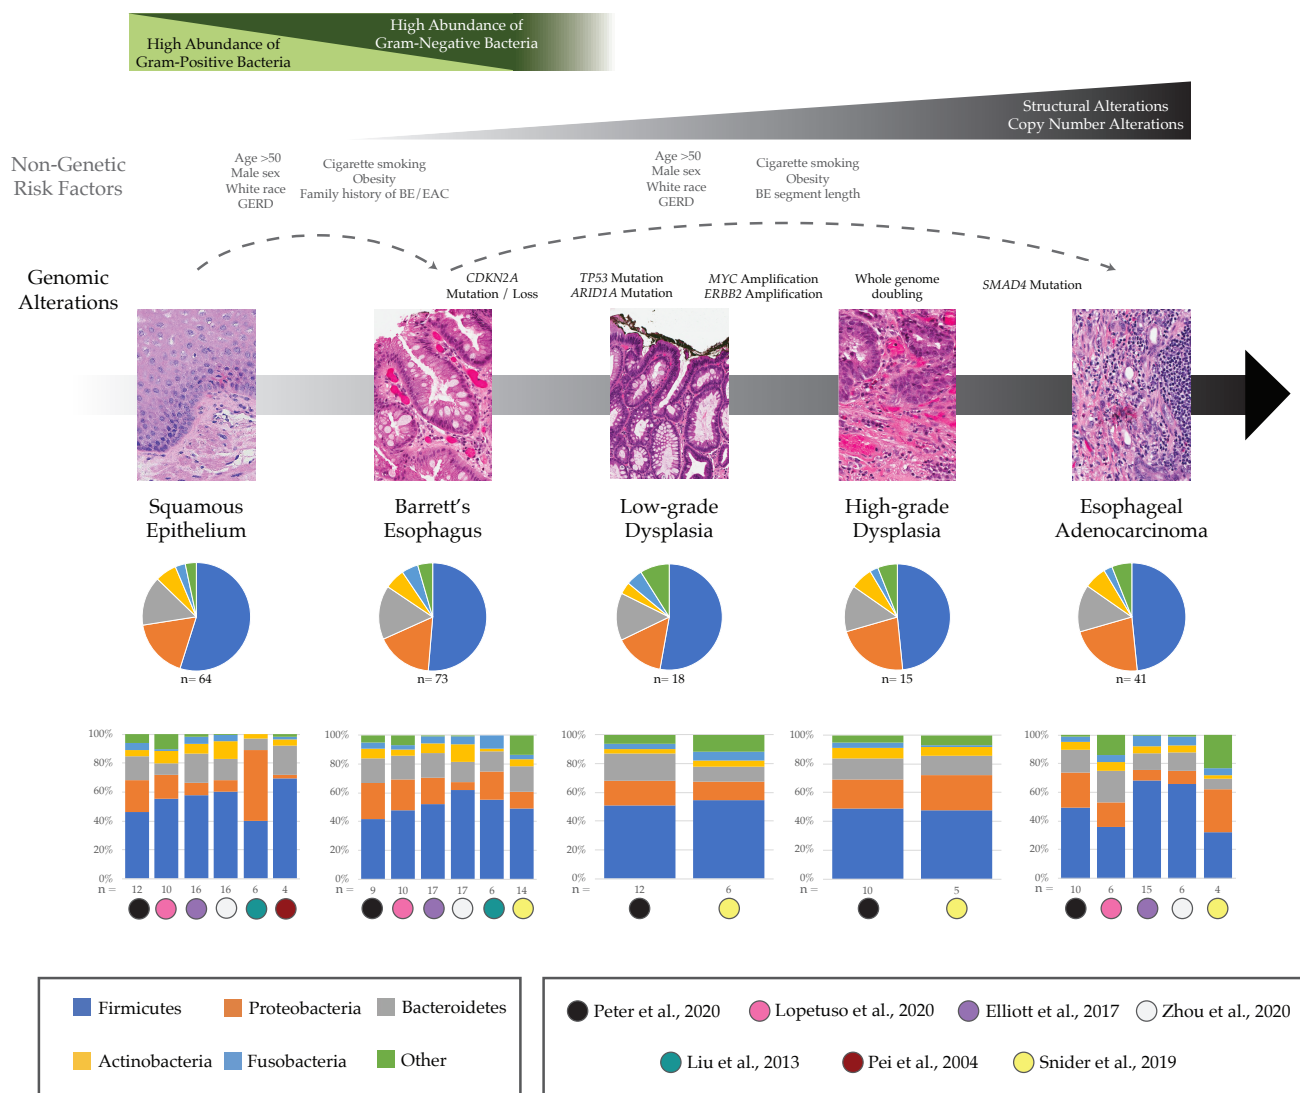 High Abundance of
Gram-Positive Bacteria
High Abundance of
Gram-Negative Bacteria
Structural Alterations
Copy Number Alterations
Non-Genetic
Risk Factors
Age >50
Male sex
White race
GERD
Cigarette smoking
Obesity
Family history of BE/EAC
Age >50
Male sex
White race
GERD
Cigarette smoking
Obesity
BE segment length
Genomic
Alterations
CDKN2A
Mutation / Loss
TP53 Mutation
ARID1A Mutation
MYC Amplification
ERBB2 Amplification
Whole genome
doubling
SMAD4 Mutation
Squamous
Epithelium
Barrett's
Esophagus
Low-grade
Dysplasia
High-grade
Dysplasia
Esophageal
Adenocarcinoma
n= 64
n= 73
n= 18
n= 15
n= 41
100%
80%
60%
40%
20%
0%
n =
12 10 16 16 6 4
100%
80%
60%
40%
20%
0%
n =
9 10 17 17 6 14
100%
80%
60%
40%
20%
0%
n =
12 6
100%
80%
60%
40%
20%
0%
n =
10 5
100%
80%
60%
40%
20%
0%
n =
10 6 15 6 4
Firmicutes Proteobacteria Bacteroidetes
Actinobacteria Fusobacteria Other
Peter et al., 2020 Lopetuso et al., 2020 Elliott et al., 2017 Zhou et al., 2020
Liu et al., 2013 Pei et al., 2004 Snider et al., 2019